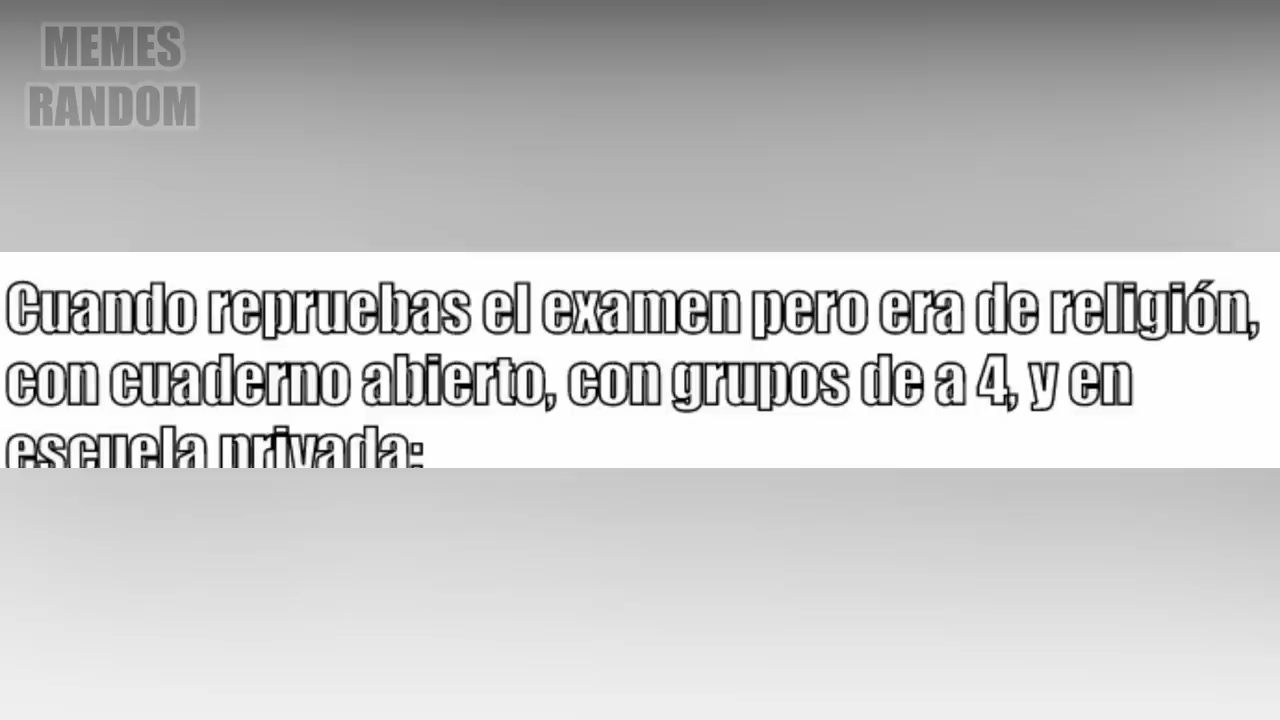 MEMES
RANDOM
Cuando repruebas el examen pero era de religión,
con cuaderno abierto, con grupos de a 4, y en
escuela privada: